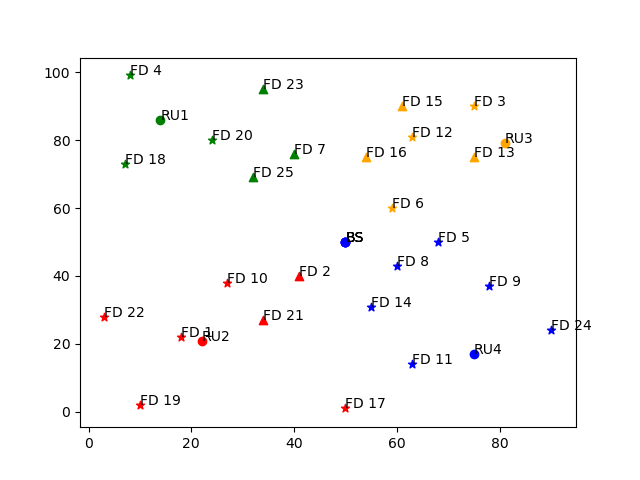 100
80
60
40
20
0
0
20
40
60
80
FD 4
FD 23
RU1
FD 15
FD 3
FD 20
FD 12
RU3
FD 7
FD 16
FD 13
FD 18
FD 25
FD 6
BS
FD 5
FD 8
FD 2
FD 10
FD 9
FD 14
FD 22
FD 21
FD 24
FD 1
RU2
RU4
FD 11
FD 19
FD 17